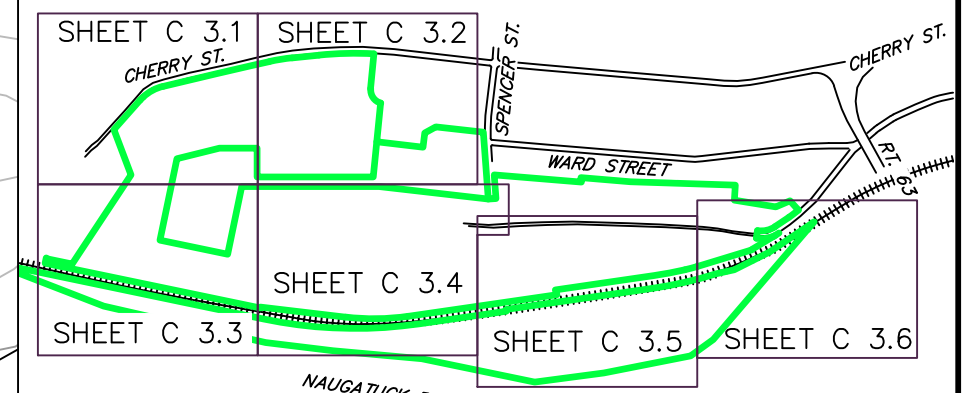 SHEET C 3.1
SHEET C 3.2
CHERRY ST.
SPENCER ST.
CHERRY ST.
WARD STREET
RT. 63
SHEET C 3.4
SHEET C 3.3
SHEET C 3.5
SHEET C 3.6
NAUGATUCK